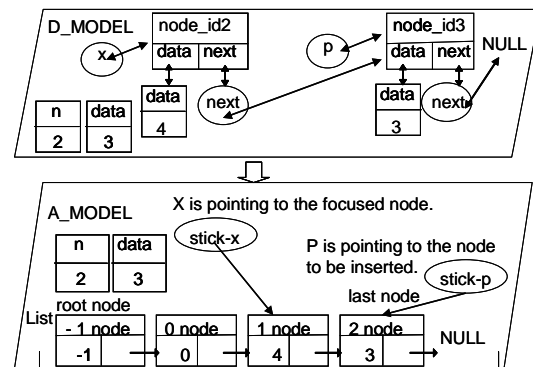 D_MODEL
node_id2
node_id3
x
data next
p
data next
NULL
n
2
data
3
data
4
next
data
3
next
X is pointing to the focused node.
A_MODEL
stick-x
n
2
data
3
P is pointing to the node
to be inserted.
stick-p
last node
root node
List
- 1 node
0 node
1 node
2 node
NULL
-1
0
4
3